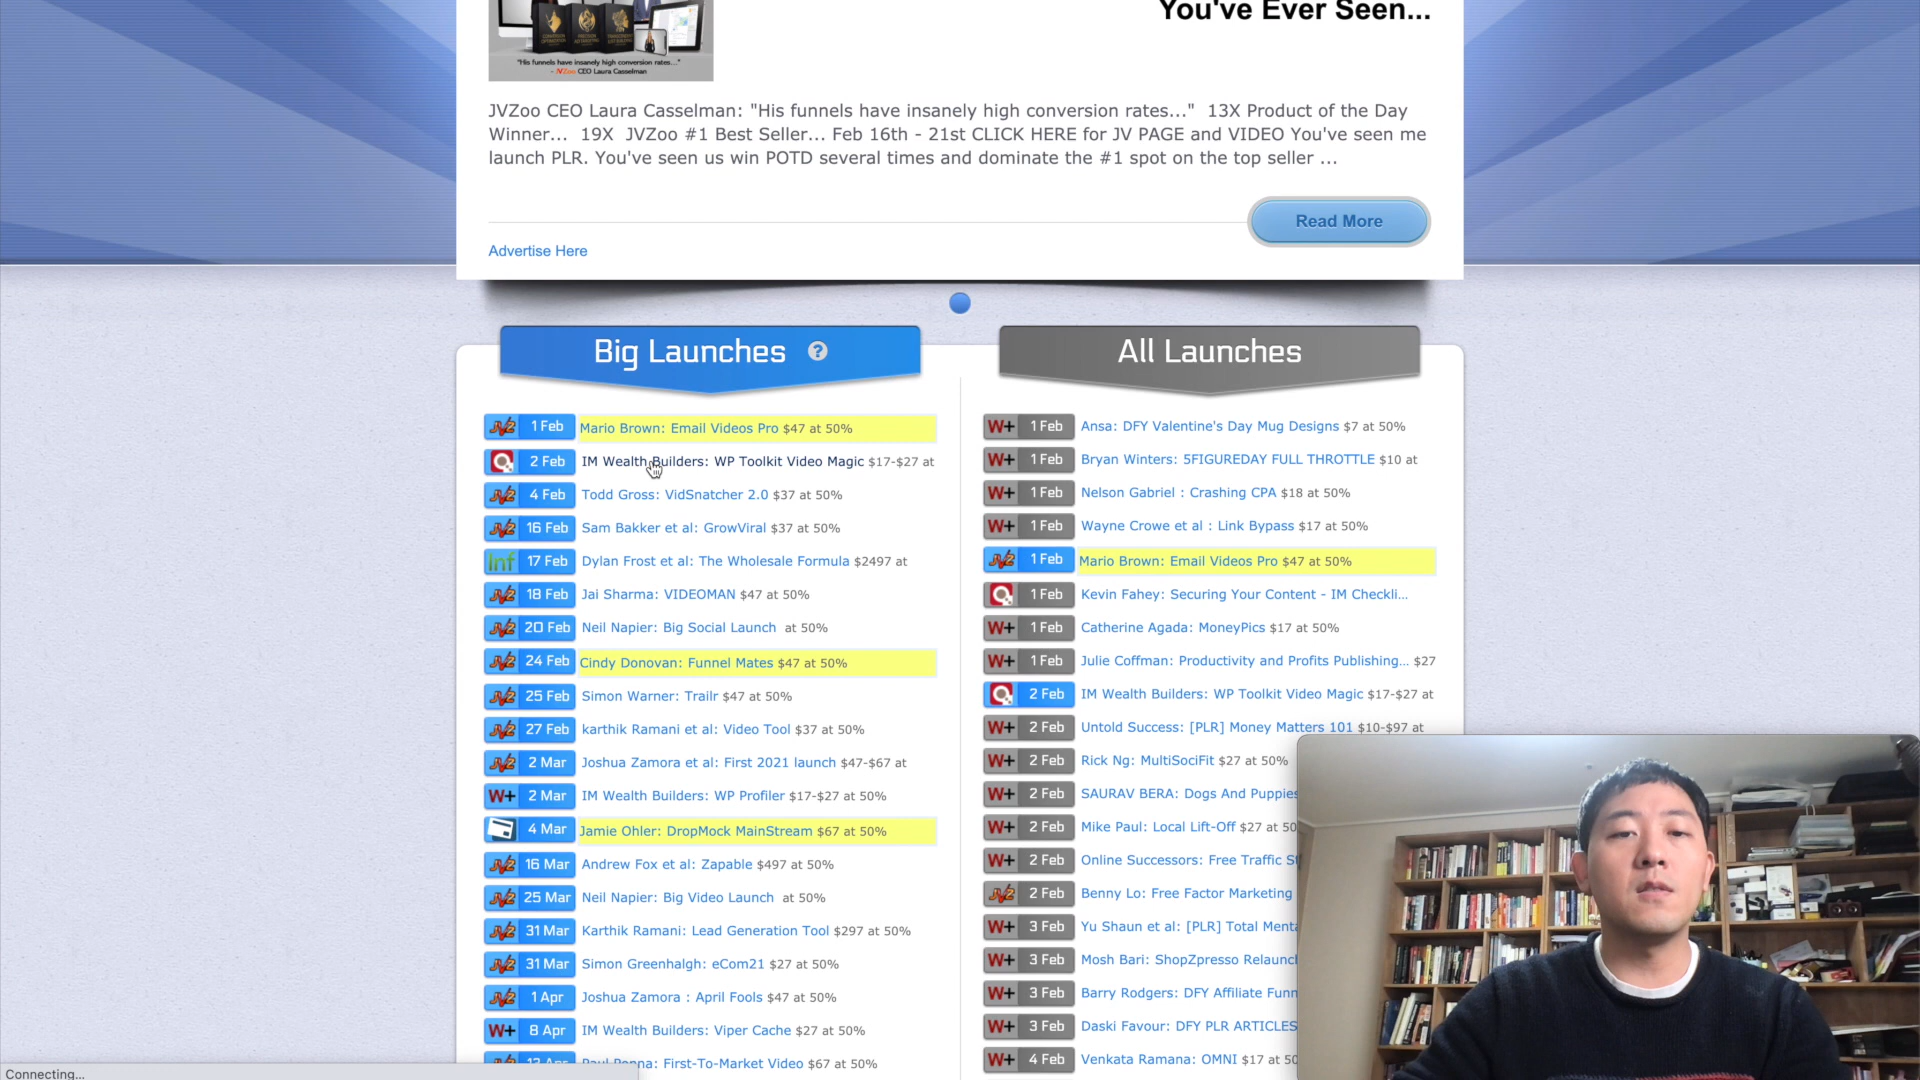 You've Ever Seen...
"His funnels have insanely high conversion rates..."
- JVZoo CEO Laura Casselman
JVZoo CEO Laura Casselman: "His funnels have insanely high conversion rates..."  13X Product of the Day
Winner...  19X  JVZoo #1 Best Seller... Feb 16th - 21st CLICK HERE for JV PAGE and VIDEO You've seen me
launch PLR. You've seen us win POTD several times and dominate the #1 spot on the top seller ...
Read More
Advertise Here
Big Launches ?
1 Feb Mario Brown: Email Videos Pro $47 at 50%
2 Feb IM Wealth Builders: WP Toolkit Video Magic $17-$27 at
4 Feb Todd Gross: VidSnatcher 2.0 $37 at 50%
16 Feb Sam Bakker et al: GrowViral $37 at 50%
Inf 17 Feb Dylan Frost et al: The Wholesale Formula $2497 at
18 Feb Jai Sharma: VIDEOMAN $47 at 50%
20 Feb Neil Napier: Big Social Launch  at 50%
24 Feb Cindy Donovan: Funnel Mates $47 at 50%
25 Feb Simon Warner: Trailr $47 at 50%
27 Feb karthik Ramani et al: Video Tool $37 at 50%
2 Mar Joshua Zamora et al: First 2021 launch $47-$67 at
W+ 2 Mar IM Wealth Builders: WP Profiler $17-$27 at 50%
4 Mar Jamie Ohler: DropMock MainStream $67 at 50%
16 Mar Andrew Fox et al: Zapable $497 at 50%
25 Mar Neil Napier: Big Video Launch  at 50%
31 Mar Karthik Ramani: Lead Generation Tool $297 at 50%
31 Mar Simon Greenhalgh: eCom21 $27 at 50%
1 Apr Joshua Zamora : April Fools $47 at 50%
W+ 8 Apr IM Wealth Builders: Viper Cache $27 at 50%
First-To-Market Video $67 at 50%
All Launches
W+ 1 Feb Ansa: DFY Valentine's Day Mug Designs $7 at 50%
W+ 1 Feb Bryan Winters: 5FIGUREDAY FULL THROTTLE $10 at
W+ 1 Feb Nelson Gabriel : Crashing CPA $18 at 50%
W+ 1 Feb Wayne Crowe et al : Link Bypass $17 at 50%
1 Feb Mario Brown: Email Videos Pro $47 at 50%
1 Feb Kevin Fahey: Securing Your Content - IM Checkli...
W+ 1 Feb Catherine Agada: MoneyPics $17 at 50%
W+ 1 Feb Julie Coffman: Productivity and Profits Publishing... $27
2 Feb IM Wealth Builders: WP Toolkit Video Magic $17-$27 at
W+ 2 Feb Untold Success: [PLR] Money Matters 101 $10-$97 at
W+ 2 Feb Rick Ng: MultiSociFit $27 at 50%
W+ 2 Feb SAURAV BERA: Dogs And Puppies
W+ 2 Feb Mike Paul: Local Lift-Off $27 at 50
W+ 2 Feb Online Successors: Free Traffic
2 Feb Benny Lo: Free Factor Marketing
W+ 3 Feb Yu Shaun et al: [PLR] Total
W+ 3 Feb Mosh Bari: ShopZpresso
W+ 3 Feb Barry Rodgers: DFY Affiliate
W+ 3 Feb Daski Favour: DFY PLR ARTICLES
W+ 4 Feb Venkata Ramana: OMNI $17 at
Connecting...